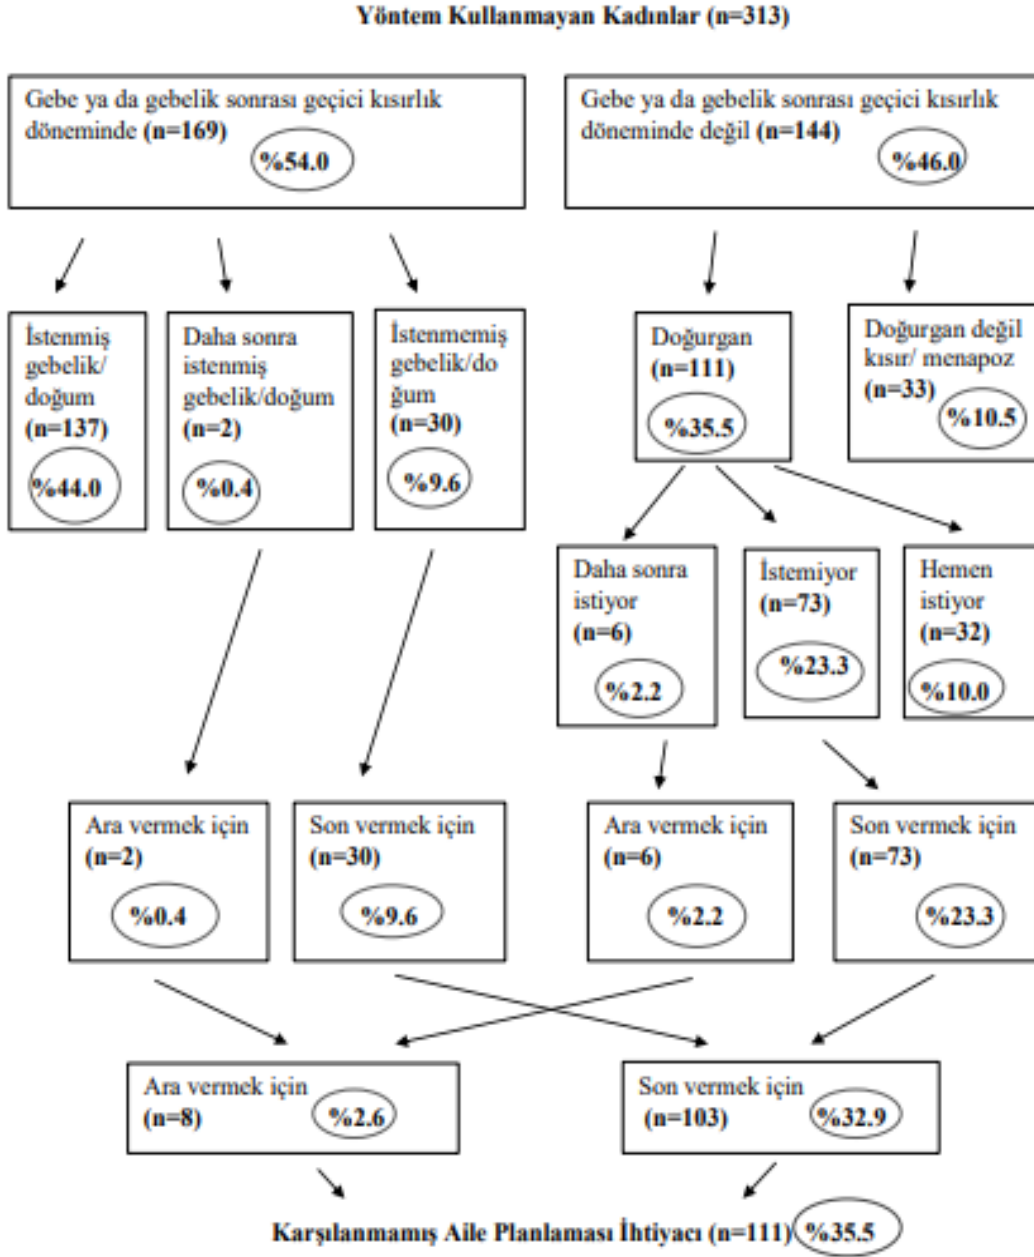 Yöntem Kullanmayan Kadınlar (n=313)
Gebe ya da gebelik sonrası geçici kısırlık
döneminde (n=169)
%54.0
Gebe ya da gebelik sonrası geçici kısırlık
döneminde değil (n=144)
%46.0
İstenmiş
gebelik/
doğum
(n=137)
%44.0
Daha sonra
istenmiş
gebelik/doğum
(n=2)
%0.4
İstenmemiş
gebelik/do
ğum
(n=30)
%9.6
Doğurgan
(n=111)
%35.5
Doğurgan değil
kısır/ menapoz
(n=33)
%10.5
Daha sonra
istiyor
(n=6)
%2.2
İstemiyor
(n=73)
%23.3
Hemen
istiyor
(n=32)
%10.0
Ara vermek için
(n=2)
%0.4
Son vermek için
(n=30)
%9.6
Ara vermek için
(n=6)
%2.2
Son vermek için
(n=73)
%23.3
Ara vermek için
(n=8)
%2.6
Son vermek için
(n=103)
%32.9
Karşılanmamış Aile Planlaması İhtiyacı (n=111) %35.5